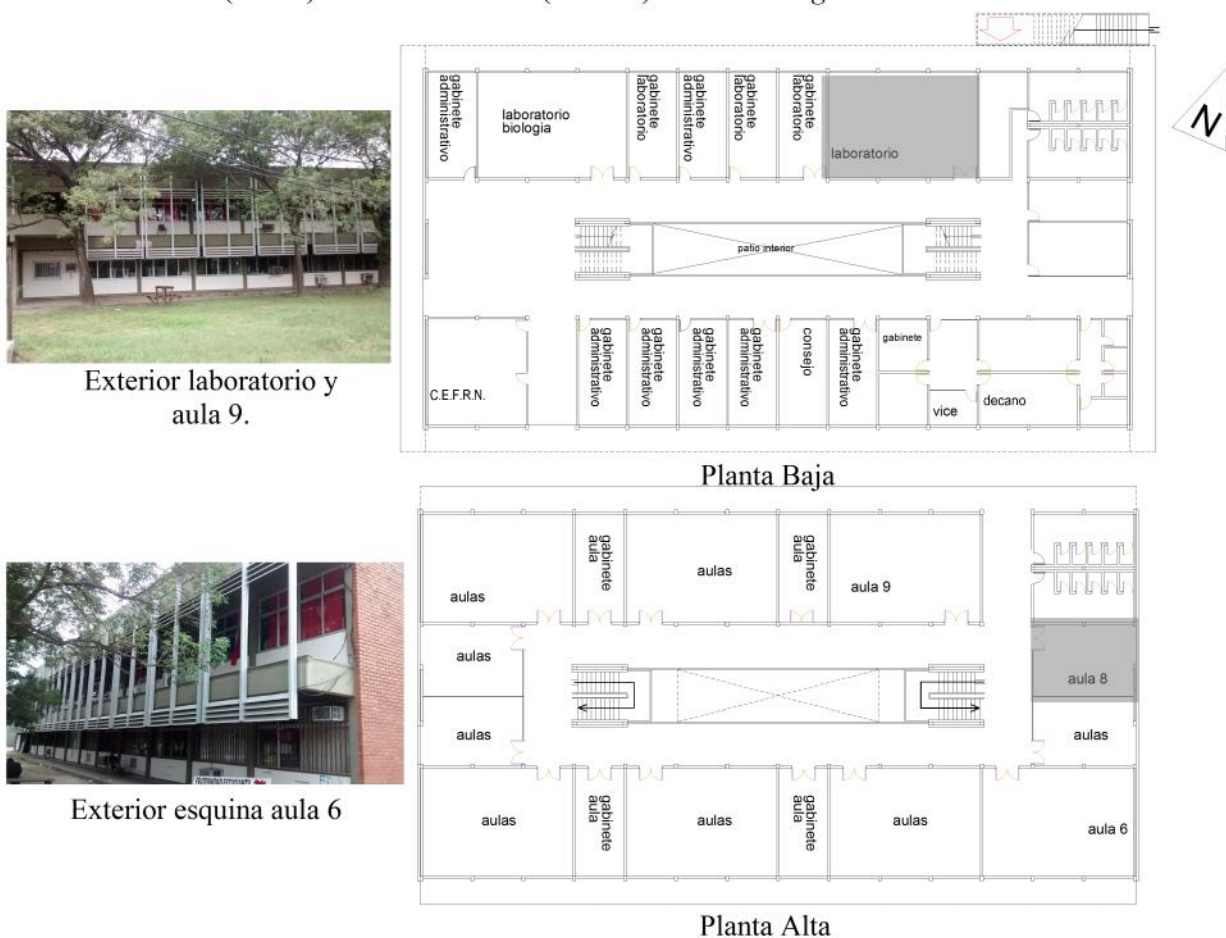 gabinete
administrativo
laboratorio
biologia
gabinete
laboratorio
gabinete
administrativo
gabinete
laboratorio
gabinete
laboratorio
laboratorio
N
patio interior
C.E.F.R.N.
gabinete
administrativo
gabinete
administrativo
gabinete
administrativo
gabinete
administrativo
consejo
gabinete
administrativo
gabinete
vice
decano
Exterior laboratorio y
aula 9.
Planta Baja
aulas
gabinete
aula
aulas
gabinete
aula
aula 9
aulas
aula 8
aulas
aulas
aulas
gabinete
aula
aulas
gabinete
aula
aulas
aula 6
Exterior esquina aula 6
Planta Alta